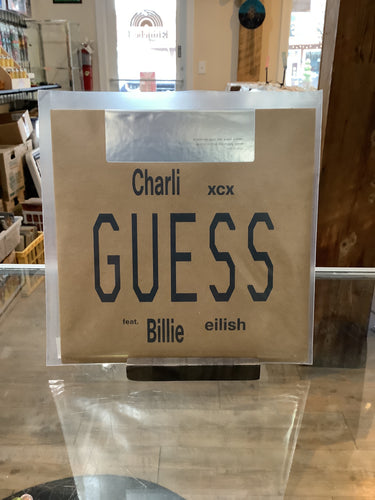 Charli xcx
GUESS
feat. Billie eilish